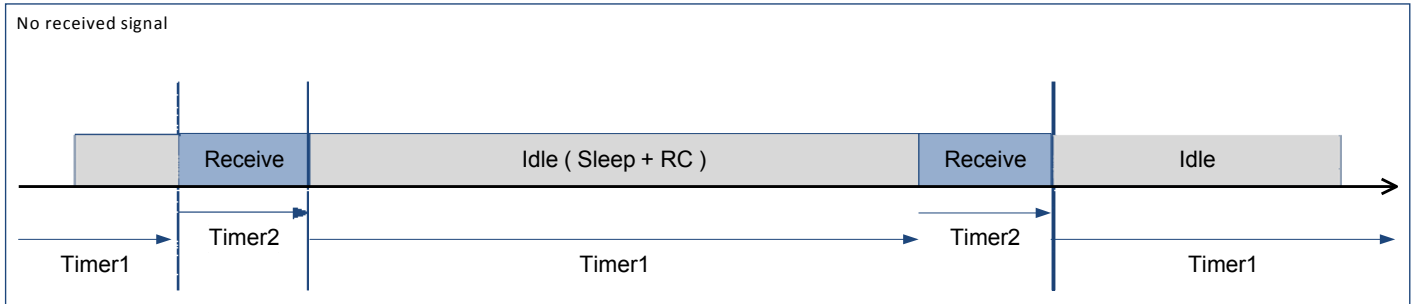 No received signal
Receive
Idle ( Sleep + RC )
Receive
Idle
Timer2
Timer2
Timer1
Timer1
Timer1